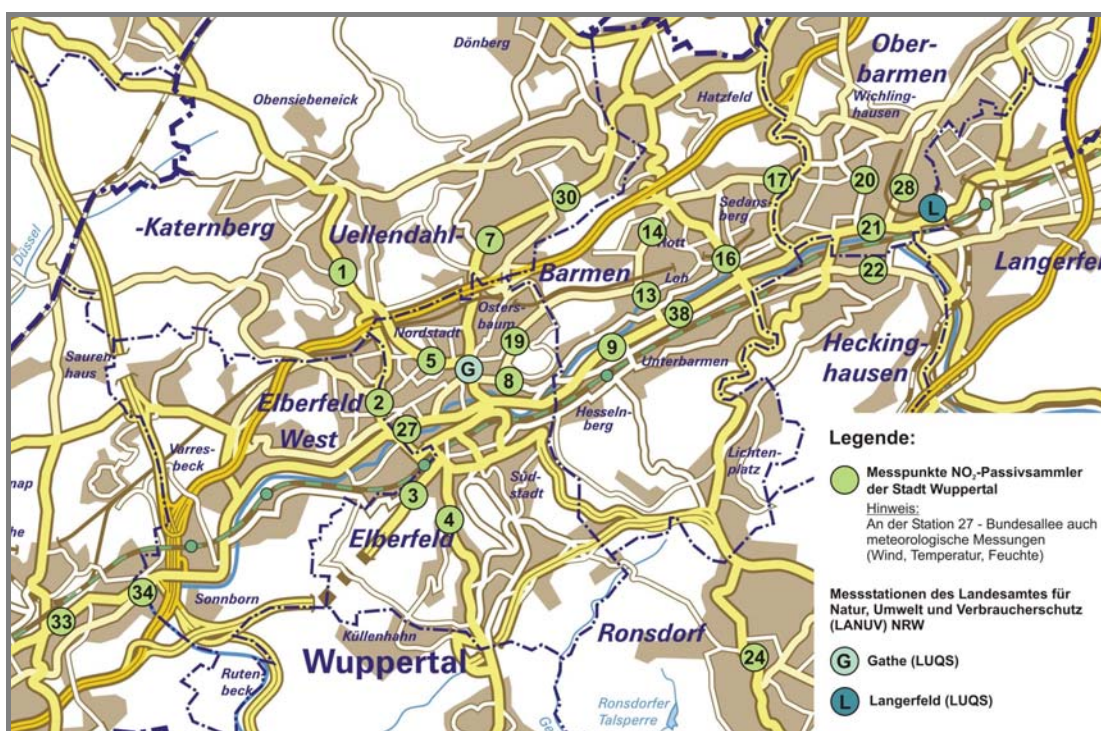 Dönberg
Ober-
barmen
Wichling-
hausen
Obensiebeneick
Hatzfeld
17
20
28
30
Sedans-
berg
L
-Katernberg
Düssel
Uellendahl-
7
14
Rott
21
16
22
1
Barmen
Loh
Langerfel
13
Osters-
baum
38
Nordstadt
19
9
Sauren
haus
5
G
8
Unterbarmen
Hecking-
hausen
Elberfeld
West
2
27
Hesseln-
berg
Varres-
beck
Lichten-
platz
nap
Süd-
stadt
3
he
4
Elberfeld
34
33
Sonnborn
Küllenhahn
Ronsdorf
Wuppertal
24
Ruten-
beck
Ronsdorfer
Talsperre
Ge
Legende:
Messpunkte NO₂-Passivsammler
der Stadt Wuppertal
Hinweis:
An der Station 27 - Bundesallee auch
meteorologische Messungen
(Wind, Temperatur, Feuchte)
Messstationen des Landesamtes für
Natur, Umwelt und Verbraucherschutz
(LANUV) NRW
G Gathe (LUQS)
L Langerfeld (LUQS)